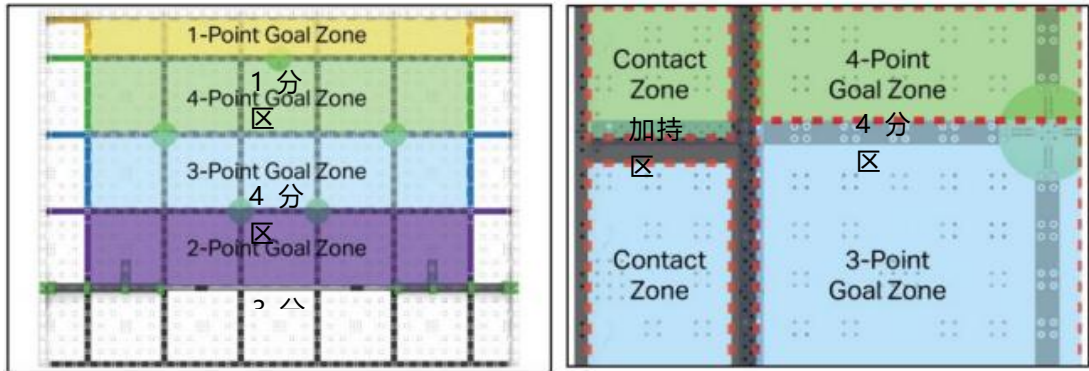 1-Point Goal Zone
1 分
4-Point Goal Zone
区
3-Point Goal Zone
4 分
区
2-Point Goal Zone
3 分
Contact
Zone
加持
区
4-Point
Goal Zone
4 分
区
Contact
Zone
3-Point
Goal Zone